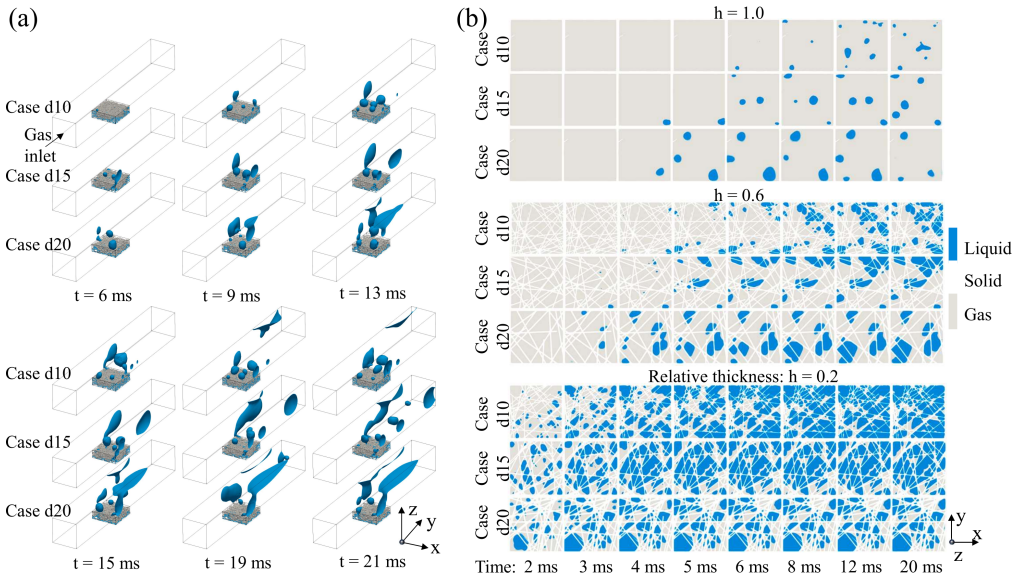 (a)
Case d10
Gas
inlet
Case d15
Case d20
t = 6 ms
t = 9 ms
t = 13 ms
Case d10
Case d15
Case d20
t = 15 ms
t = 19 ms
t = 21 ms
z
y
x
(b)
h = 1.0
Case
d10
Case
d15
Case
d20
h = 0.6
Case
d10
Case
d15
Case
d20
Liquid
Solid
Gas
Relative thickness: h = 0.2
Case
d10
Case
d15
Case
d20
y
x
z
Time: 2 ms 3 ms 4 ms 5 ms 6 ms 8 ms 12 ms 20 ms